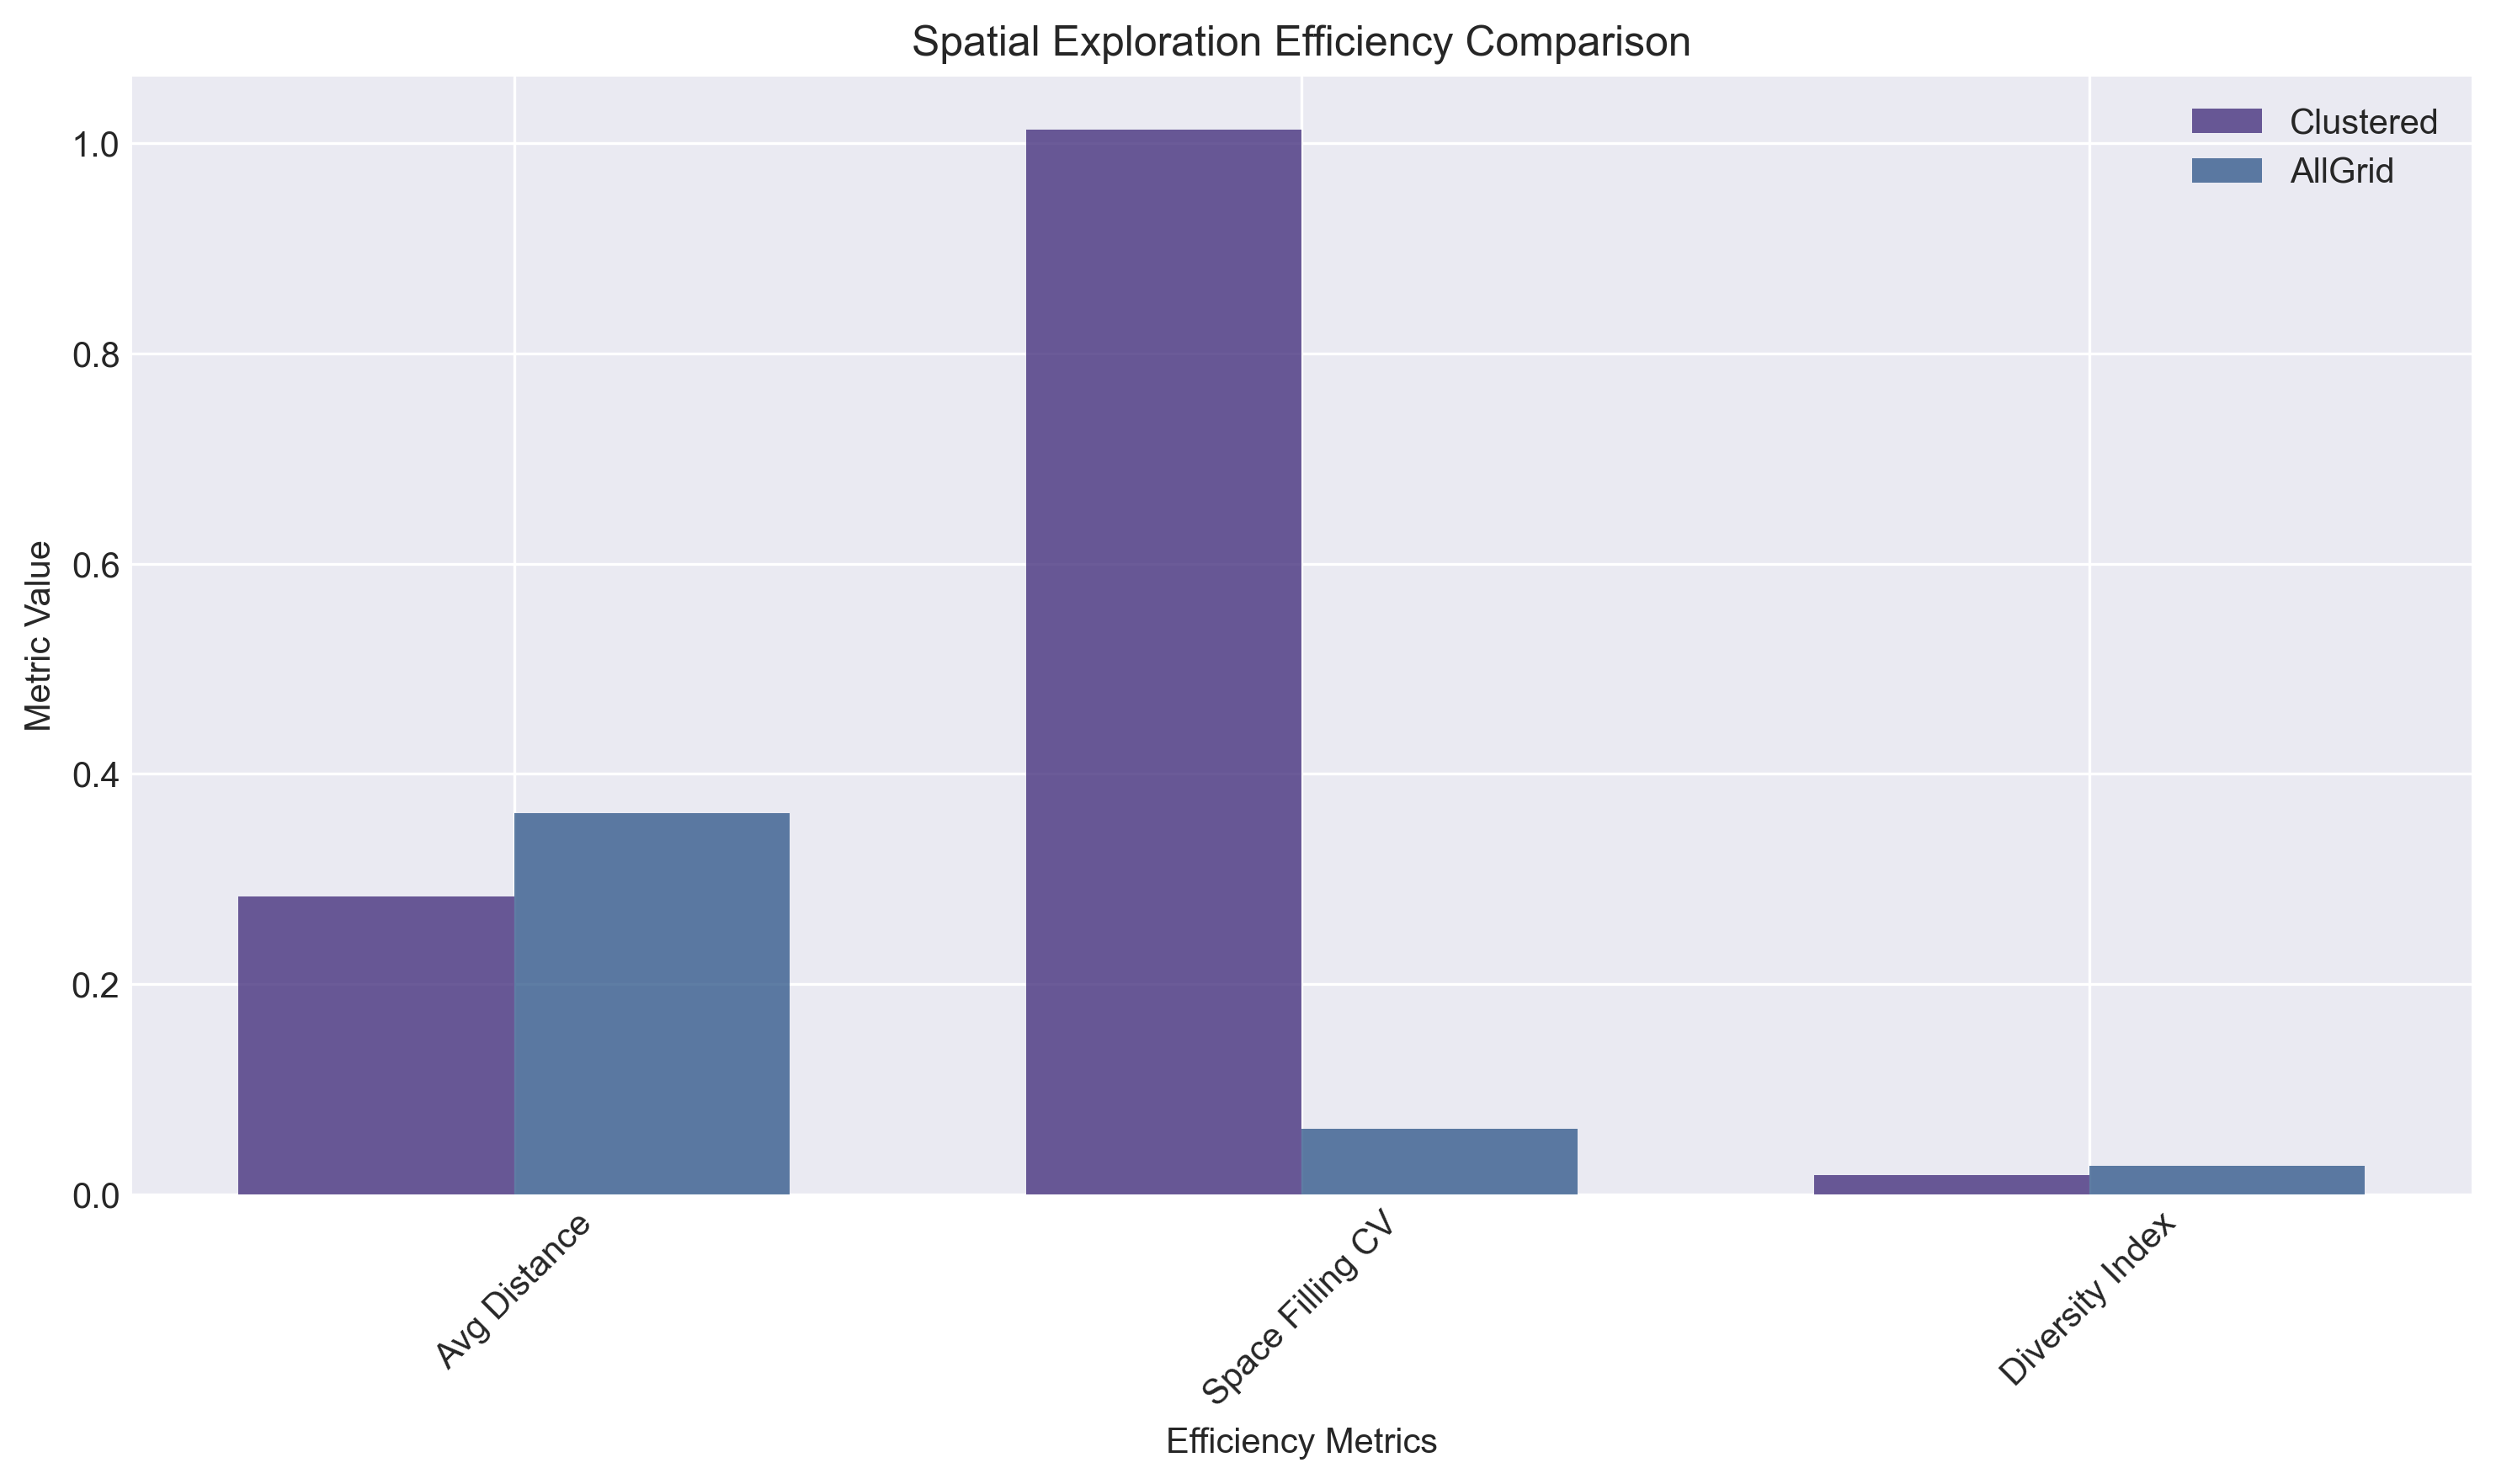 Spatial Exploration Efficiency Comparison
Clustered
AllGrid
Metric Value
1.0
0.8
0.6
0.4
0.2
0.0
Avg Distance
Space Filling CV
Diversity Index
Efficiency Metrics